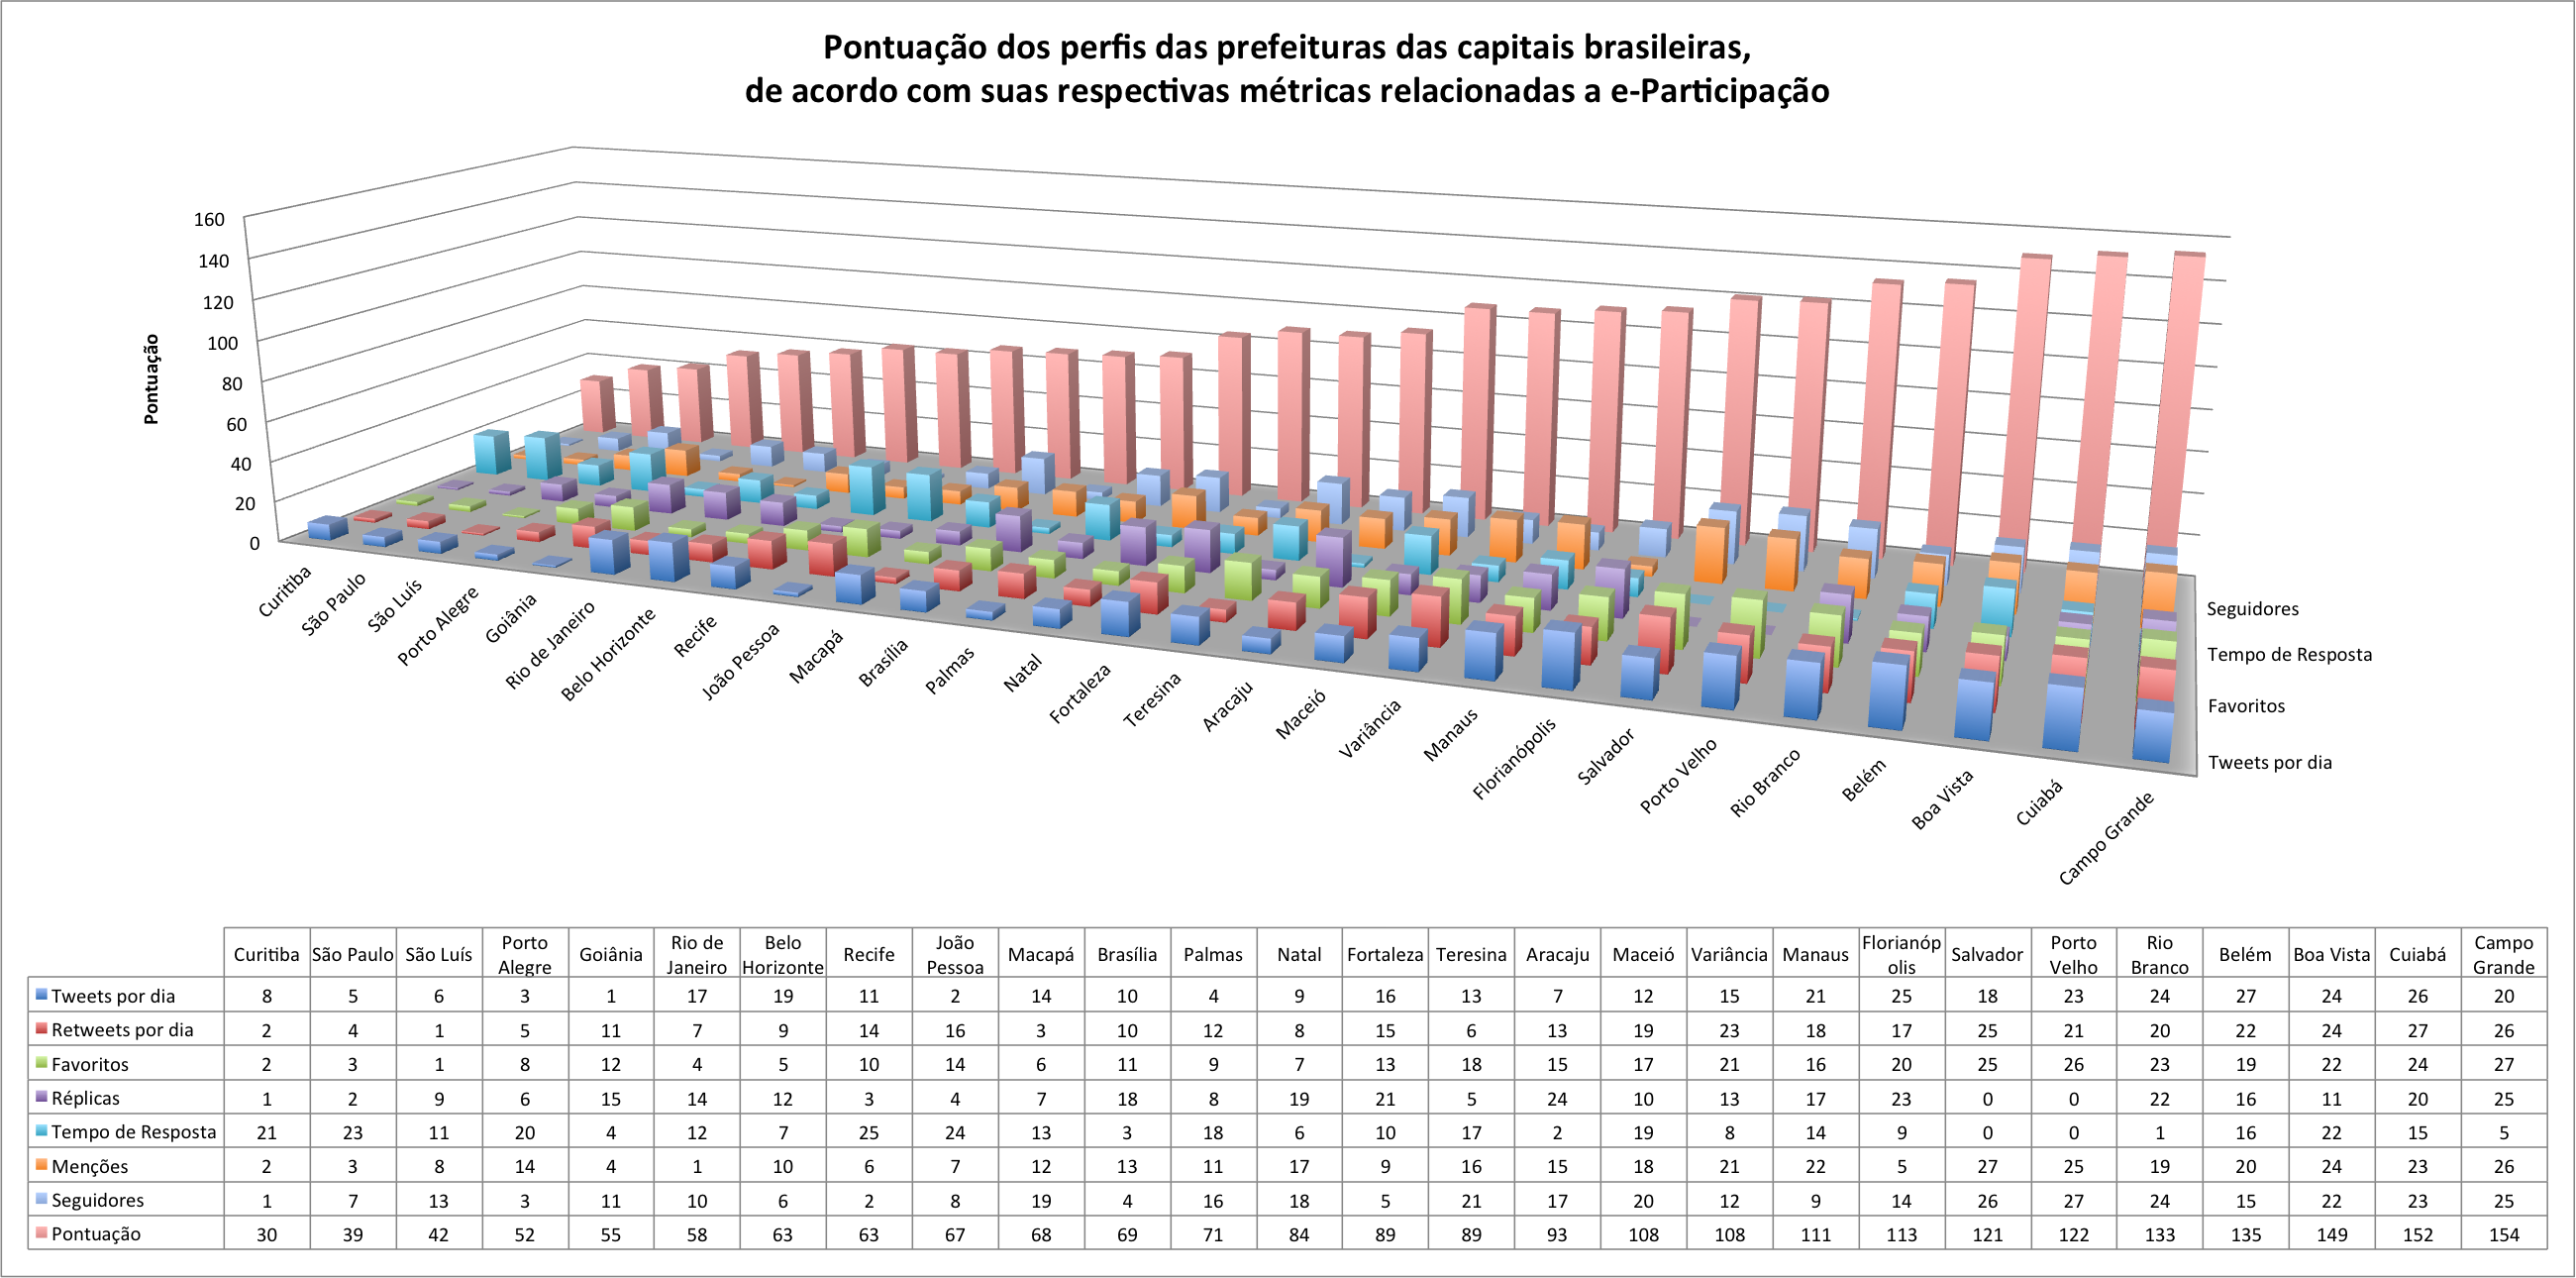 Pontuação dos perfis das prefeituras das capitais brasileiras,
de acordo com suas respectivas métricas relacionadas a e-Participação
Pontuação
160
140
120
100
80
60
40
20
0
Curitiba
São Paulo
São Luís
Porto Alegre
Goiânia
Rio de Janeiro
Belo Horizonte
Recife
João Pessoa
Macapá
Brasília
Palmas
Natal
Fortaleza
Teresina
Aracaju
Maceió
Variância
Manaus
Florianópolis
Salvador
Porto Velho
Rio Branco
Belém
Boa Vista
Cuiabá
Campo Grande
Seguidores
Tempo de Resposta
Favoritos
Tweets por dia
Curitiba São Paulo São Luís Porto Alegre Goiânia Rio de Janeiro Belo Horizonte Recife João Pessoa Macapá Brasília Palmas Natal Fortaleza Teresina Aracaju Maceió Variância Manaus Florianóp olis Salvador Porto Velho Rio Branco Belém Boa Vista Cuiabá Campo Grande
Tweets por dia 8 5 6 3 1 17 19 11 2 14 10 4 9 16 13 7 12 15 21 25 18 23 24 27 24 26 20
Retweets por dia 2 4 1 5 11 7 9 14 16 3 10 12 8 15 6 13 19 23 18 17 25 21 20 22 24 27 26
Favoritos 2 3 1 8 12 4 5 10 14 6 11 9 7 13 18 15 17 21 16 20 25 26 23 19 22 24 27
Réplicas 1 2 9 6 15 14 12 3 4 7 18 8 19 21 5 24 10 13 17 23 0 0 22 16 11 20 25
Tempo de Resposta 21 23 11 20 4 12 7 25 24 13 3 18 6 10 17 2 19 8 14 9 0 0 1 16 22 15 5
Menções 2 3 8 14 4 1 10 6 7 12 13 11 17 9 16 15 18 21 22 5 27 25 19 20 24 23 26
Seguidores 1 7 13 3 11 10 6 2 8 19 4 16 18 5 21 17 20 12 9 14 26 27 24 15 22 23 25
Pontuação 30 39 42 52 55 58 63 63 67 68 69 71 84 89 89 93 108 108 111 113 121 122 133 135 149 152 154